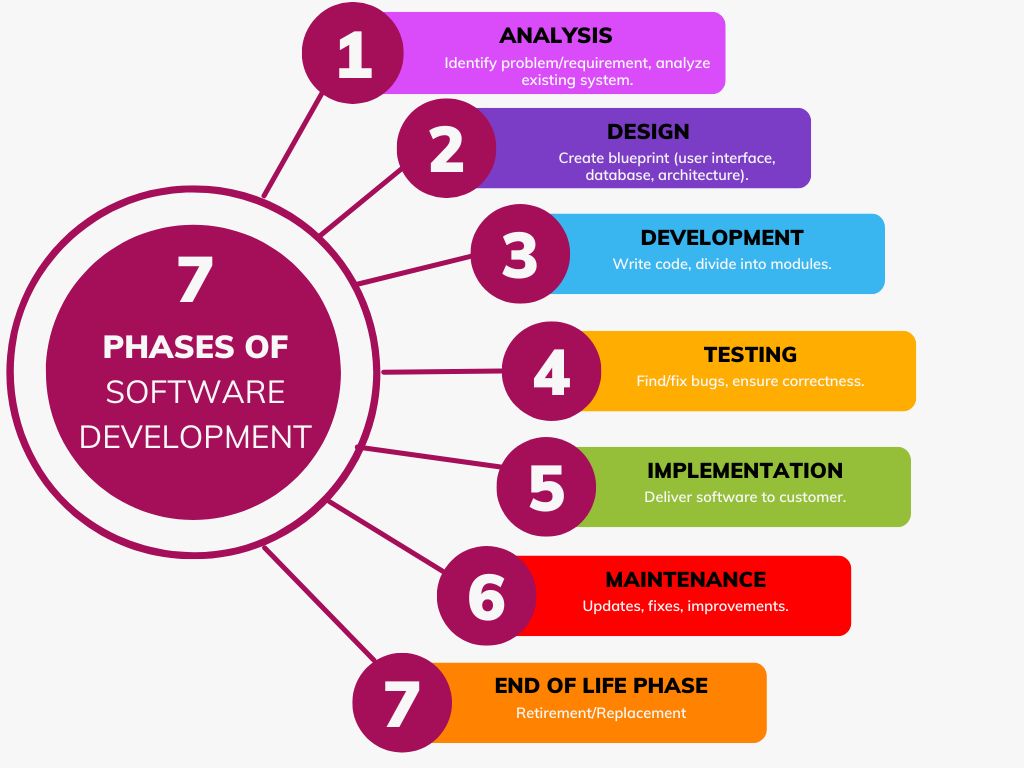 7
PHASES OF
SOFTWARE
DEVELOPMENT
1
ANALYSIS
Identify problem/requirement, analyze
existing system.
2
DESIGN
Create blueprint (user interface,
database, architecture).
3
DEVELOPMENT
Write code, divide into modules.
4
TESTING
Find/fix bugs, ensure correctness.
5
IMPLEMENTATION
Deliver software to customer.
6
MAINTENANCE
Updates, fixes, improvements.
7
END OF LIFE PHASE
Retirement/Replacement